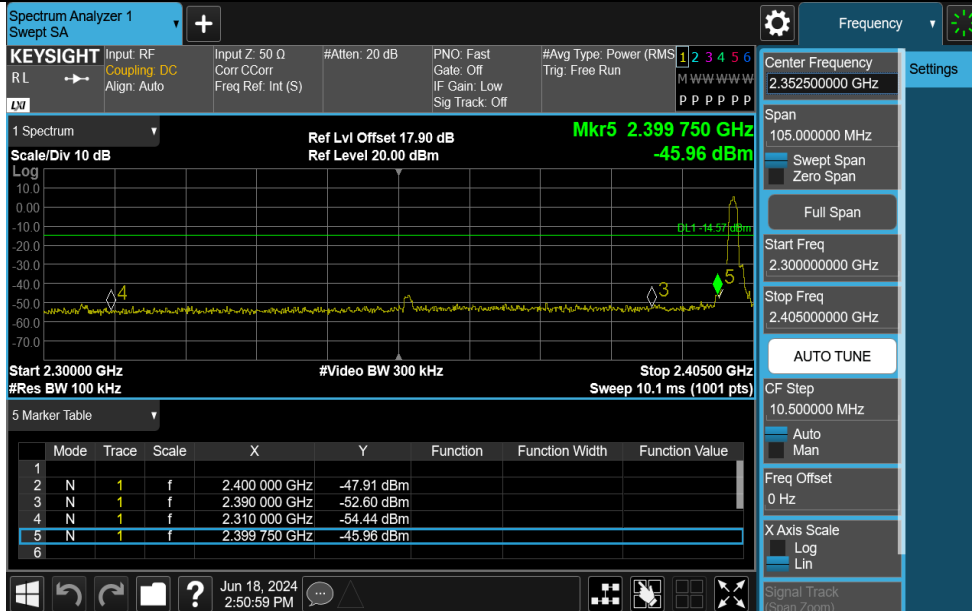 Spectrum Analyzer 1
Swept SA
+
Frequency
KEYSIGHT
R L
LXI
Input: RF
Coupling: DC
Align: Auto
Input Z: 50 Ω
Corr CCorr
Freq Ref: Int (S)
#Atten: 20 dB
PNO: Fast
Gate: Off
IF Gain: Low
Sig Track: Off
#Avg Type: Power (RMS
Trig: Free Run
1 2 3 4 5 6
M W W W W W
P P P P P P
Center Frequency
2.352500000 GHz
Settings
Span
105.000000 MHz
Swept Span
Zero Span
Full Span
Start Freq
2.300000000 GHz
Stop Freq
2.405000000 GHz
AUTO TUNE
CF Step
10.500000 MHz
Auto
Man
Freq Offset
0 Hz
X Axis Scale
Log
Lin
Signal Track
(Span Zoom)
1 Spectrum
Scale/Div 10 dB
Ref Lvl Offset 17.90 dB
Ref Level 20.00 dBm
Mkr5 2.399 750 GHz
-45.96 dBm
Log
10.0
0.00
-10.0
-20.0
-30.0
-40.0
-50.0
-60.0
-70.0
DL1 -14.57 dBm
4
3
5
Start 2.30000 GHz
#Res BW 100 kHz
#Video BW 300 kHz
Stop 2.40500 GHz
Sweep 10.1 ms (1001 pts)
5 Marker Table
Mode Trace Scale X Y Function Function Width Function Value
1
2 N 1 f 2.400 000 GHz -47.91 dBm
3 N 1 f 2.390 000 GHz -52.60 dBm
4 N 1 f 2.310 000 GHz -54.44 dBm
5 N 1 f 2.399 750 GHz -45.96 dBm
6
?
Jun 18, 2024
2:50:59 PM